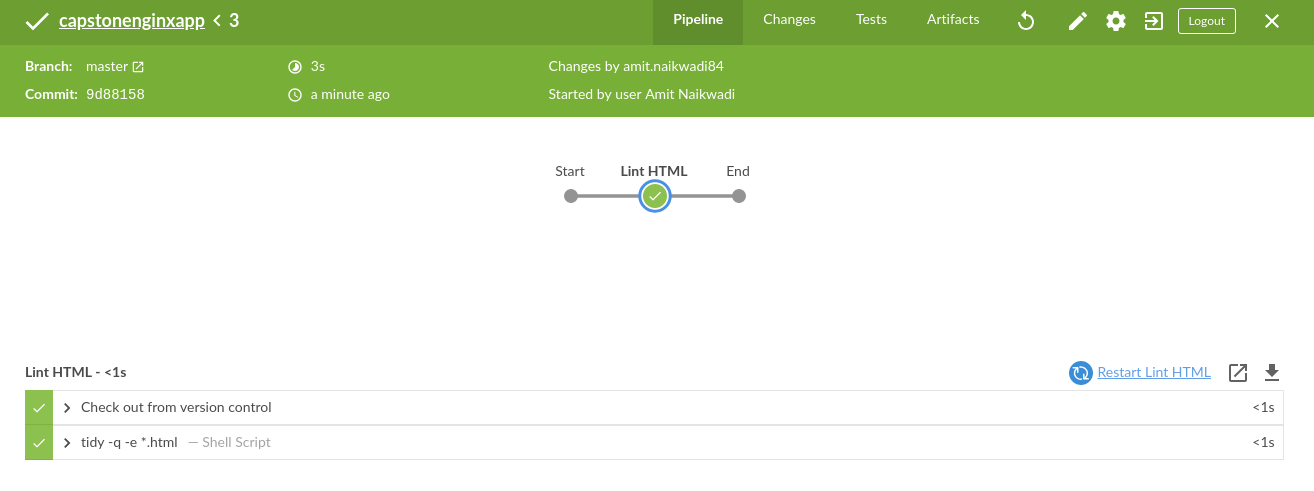 capstonenginxapp < 3 Pipeline Changes Tests Artifacts Logout
Branch: master 3s Changes by amit.naikwadi84
Commit: 9d88158 a minute ago Started by user Amit Naikwadi
Start Lint HTML End
Lint HTML - <1s Restart Lint HTML
Check out from version control <1s
tidy -q -e *.html — Shell Script <1s